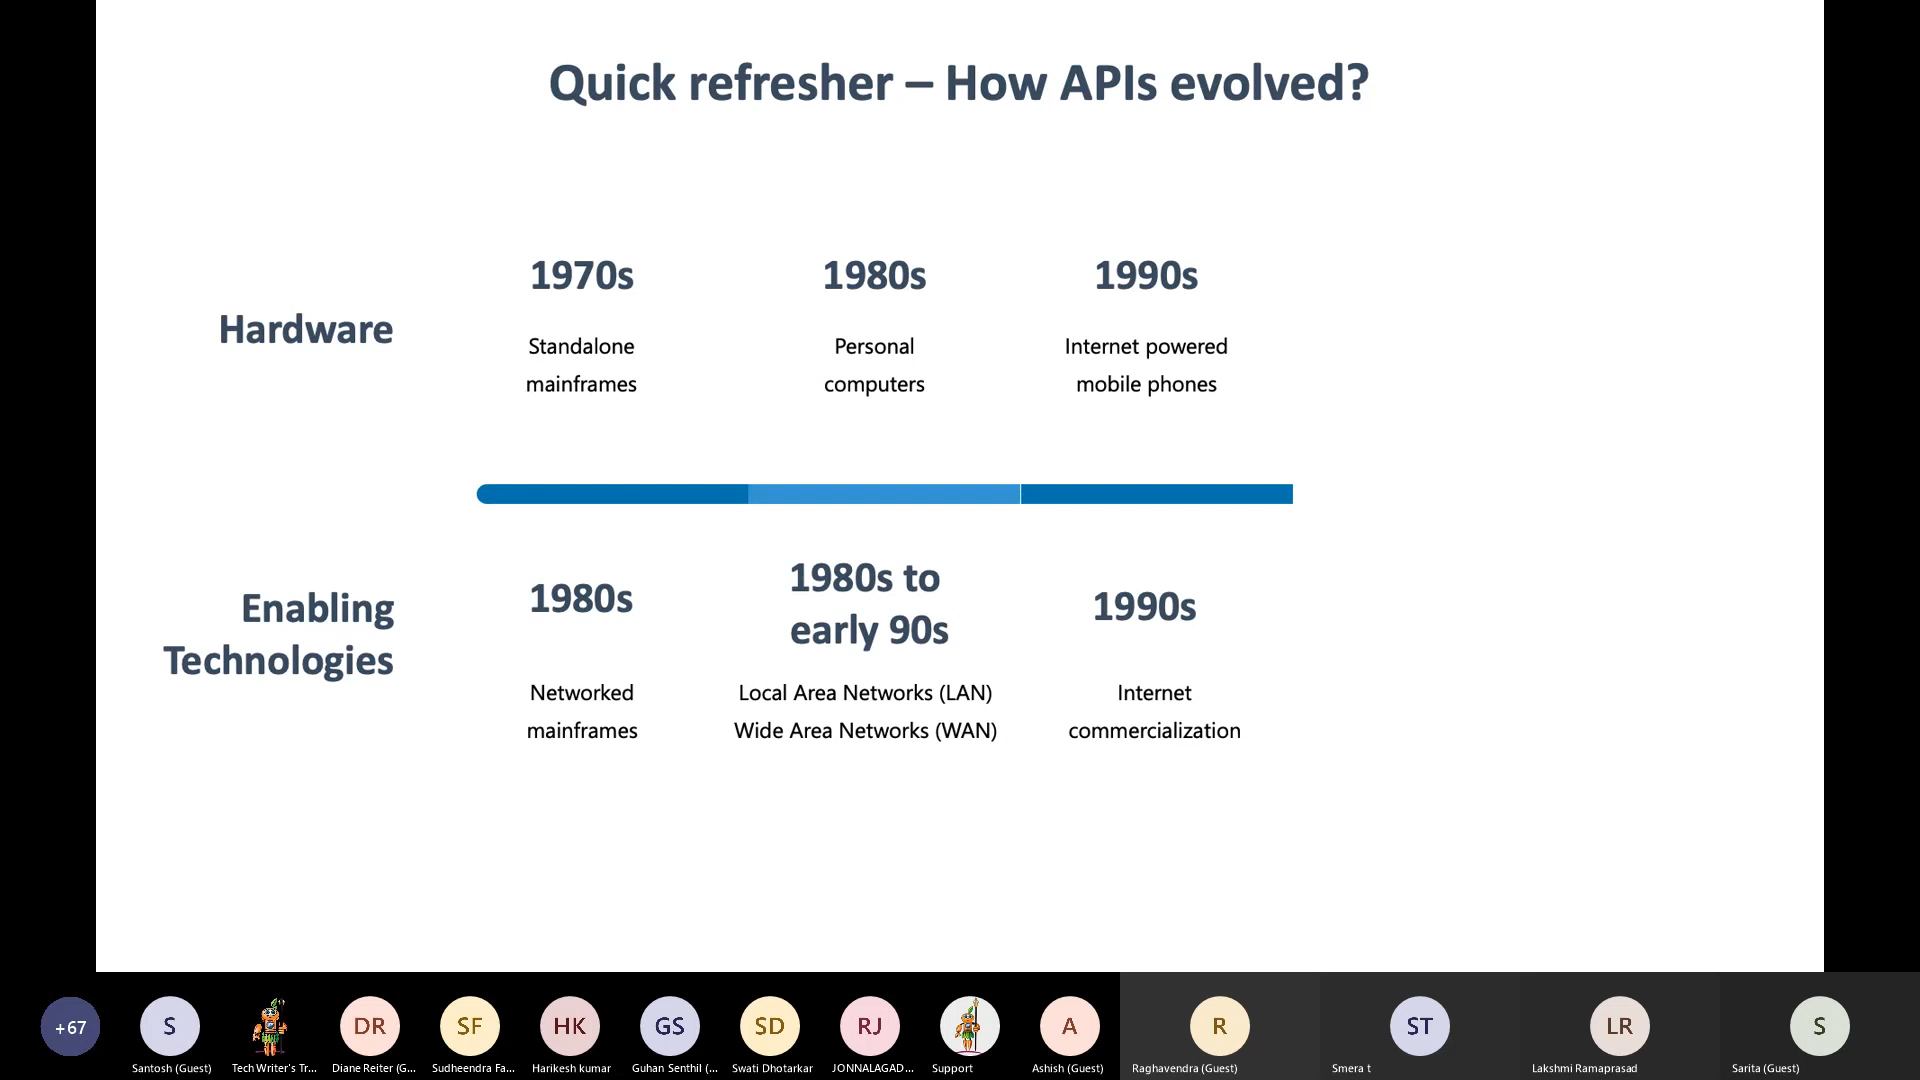 Quick refresher – How APIs evolved?
Hardware
1970s
Standalone
mainframes
1980s
Personal
computers
1990s
Internet powered
mobile phones
Enabling
Technologies
1980s
Networked
mainframes
1980s to
early 90s
Local Area Networks (LAN)
Wide Area Networks (WAN)
1990s
Internet
commercialization
+67
S
Santosh (Guest)
Tech Writer's Tr...
DR
Diane Reiter (G...
SF
Sudheendra Fa...
HK
Harikesh kumar
GS
Guhan Senthil (...
SD
Swati Dhotarkar
RJ
JONNALAGAD...
Support
A
Ashish (Guest)
R
Raghavendra (Guest)
ST
Smera t
LR
Lakshmi Ramaprasad
S
Sarita (Guest)